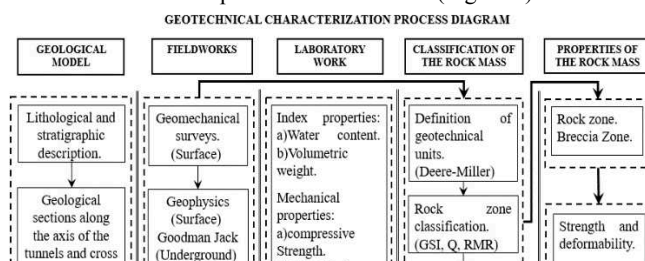 GEOTECHNICAL CHARACTERIZATION PROCESS DIAGRAM
GEOLOGICAL
MODEL
FIELDWORKS
LABORATORY
WORK
CLASSIFICATION OF
THE ROCK MASS
PROPERTIES OF
THE ROCK MASS
Lithological and
stratigraphic
description.
Geological
sections along
the axis of the
tunnels and cross
Geomechanical
surveys.
(Surface)
Geophysics
(Surface)
Goodman Jack
(Underground)
Index properties:
a)Water content.
b)Volumetric
weight.
Mechanical
properties:
a)compressive
Strength.
Definition of
geotechnical
units.
(Deere-Miller)
Rock zone
classification.
(GSI, Q, RMR)
Rock zone.
Breccia Zone.
Strength and
deformability.